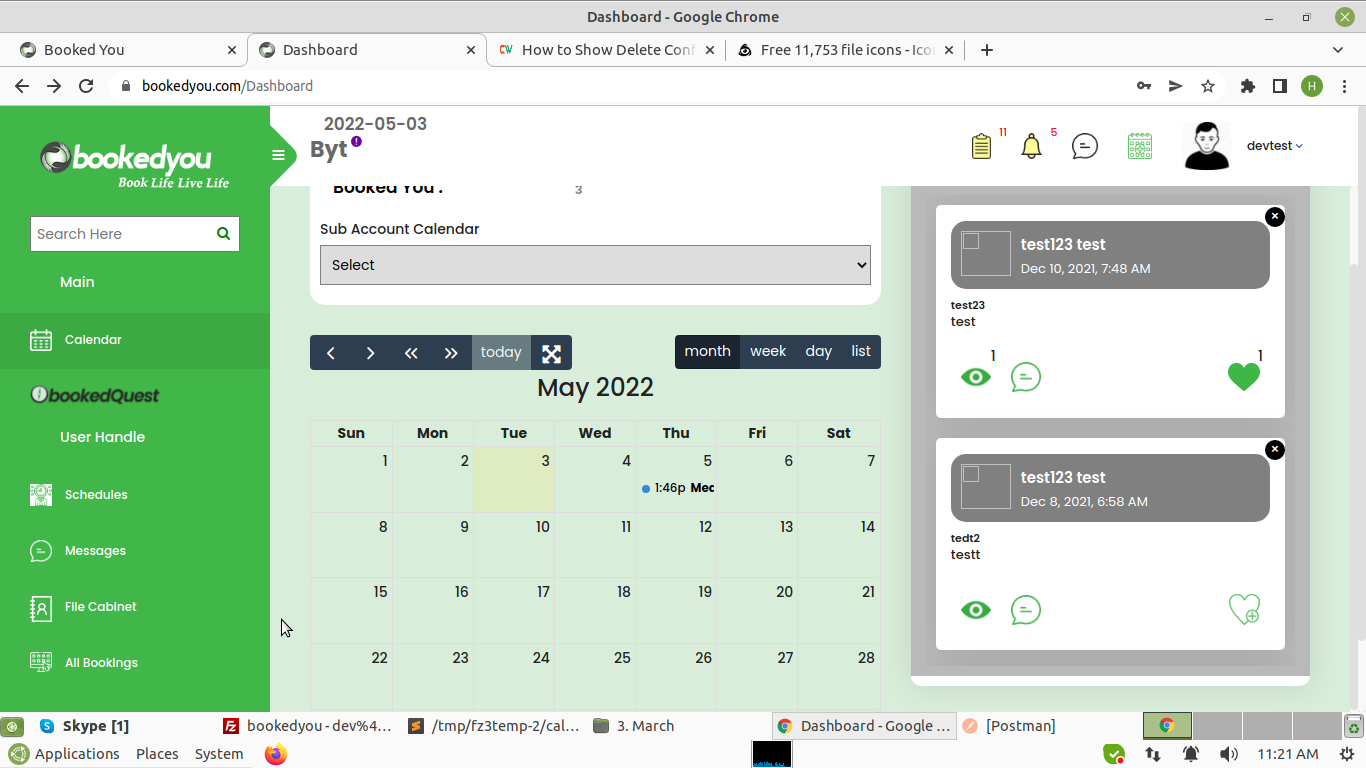 Dashboard - Google Chrome
Booked You
Dashboard
How to Show Delete Conf
Free 11,753 file icons - Ico
bookedyou.com/Dashboard
H
bookedyou
Book Life Live Life
Search Here
Main
Calendar
bookedQuest
User Handle
Schedules
Messages
File Cabinet
All Bookings
2022-05-03
Byt
11
5
devtest
Booked You :
3
Sub Account Calendar
Select
today
month week day list
May 2022
Sun Mon Tue Wed Thu Fri Sat
1 2 3 4 5 6 7
1:46p Mec
8 9 10 11 12 13 14
15 16 17 18 19 20 21
22 23 24 25 26 27 28
test123 test
Dec 10, 2021, 7:48 AM
test23
test
1 1
test123 test
Dec 8, 2021, 6:58 AM
tedt2
testt
Skype [1]
bookedyou - dev%4...
/tmp/fz3temp-2/cal...
3. March
Dashboard - Google ...
[Postman]
Applications Places System
11:21 AM